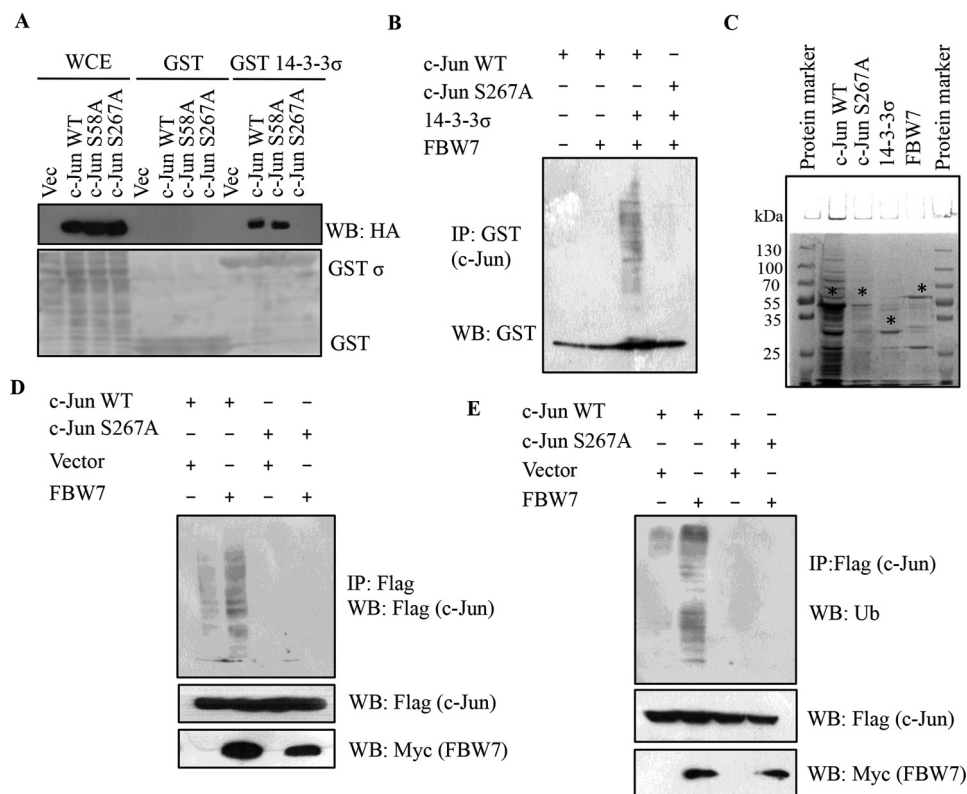 A
WCE GST GST 14-3-3σ
Vec c-Jun WT c-Jun S58A c-Jun S267A Vec c-Jun WT c-Jun S58A c-Jun S267A Vec c-Jun WT c-Jun S58A c-Jun S267A
WB: HA
GST σ
GST
B
c-Jun WT + + + –
c-Jun S267A – – – +
14-3-3σ – – + +
FBW7 – + + +
IP: GST
(c-Jun)
WB: GST
C
Protein marker c-Jun WT c-Jun S267A 14-3-3σ FBW7 Protein marker
kDa
130
100
70
55
35
25
* * * *
D
c-Jun WT + + – –
c-Jun S267A – – + +
Vector + – + –
FBW7 – + – +
IP: Flag
WB: Flag (c-Jun)
WB: Flag (c-Jun)
WB: Myc (FBW7)
E
c-Jun WT + + – –
c-Jun S267A – – + +
Vector + – + –
FBW7 – + – +
IP:Flag (c-Jun)
WB: Ub
WB: Flag (c-Jun)
WB: Myc (FBW7)